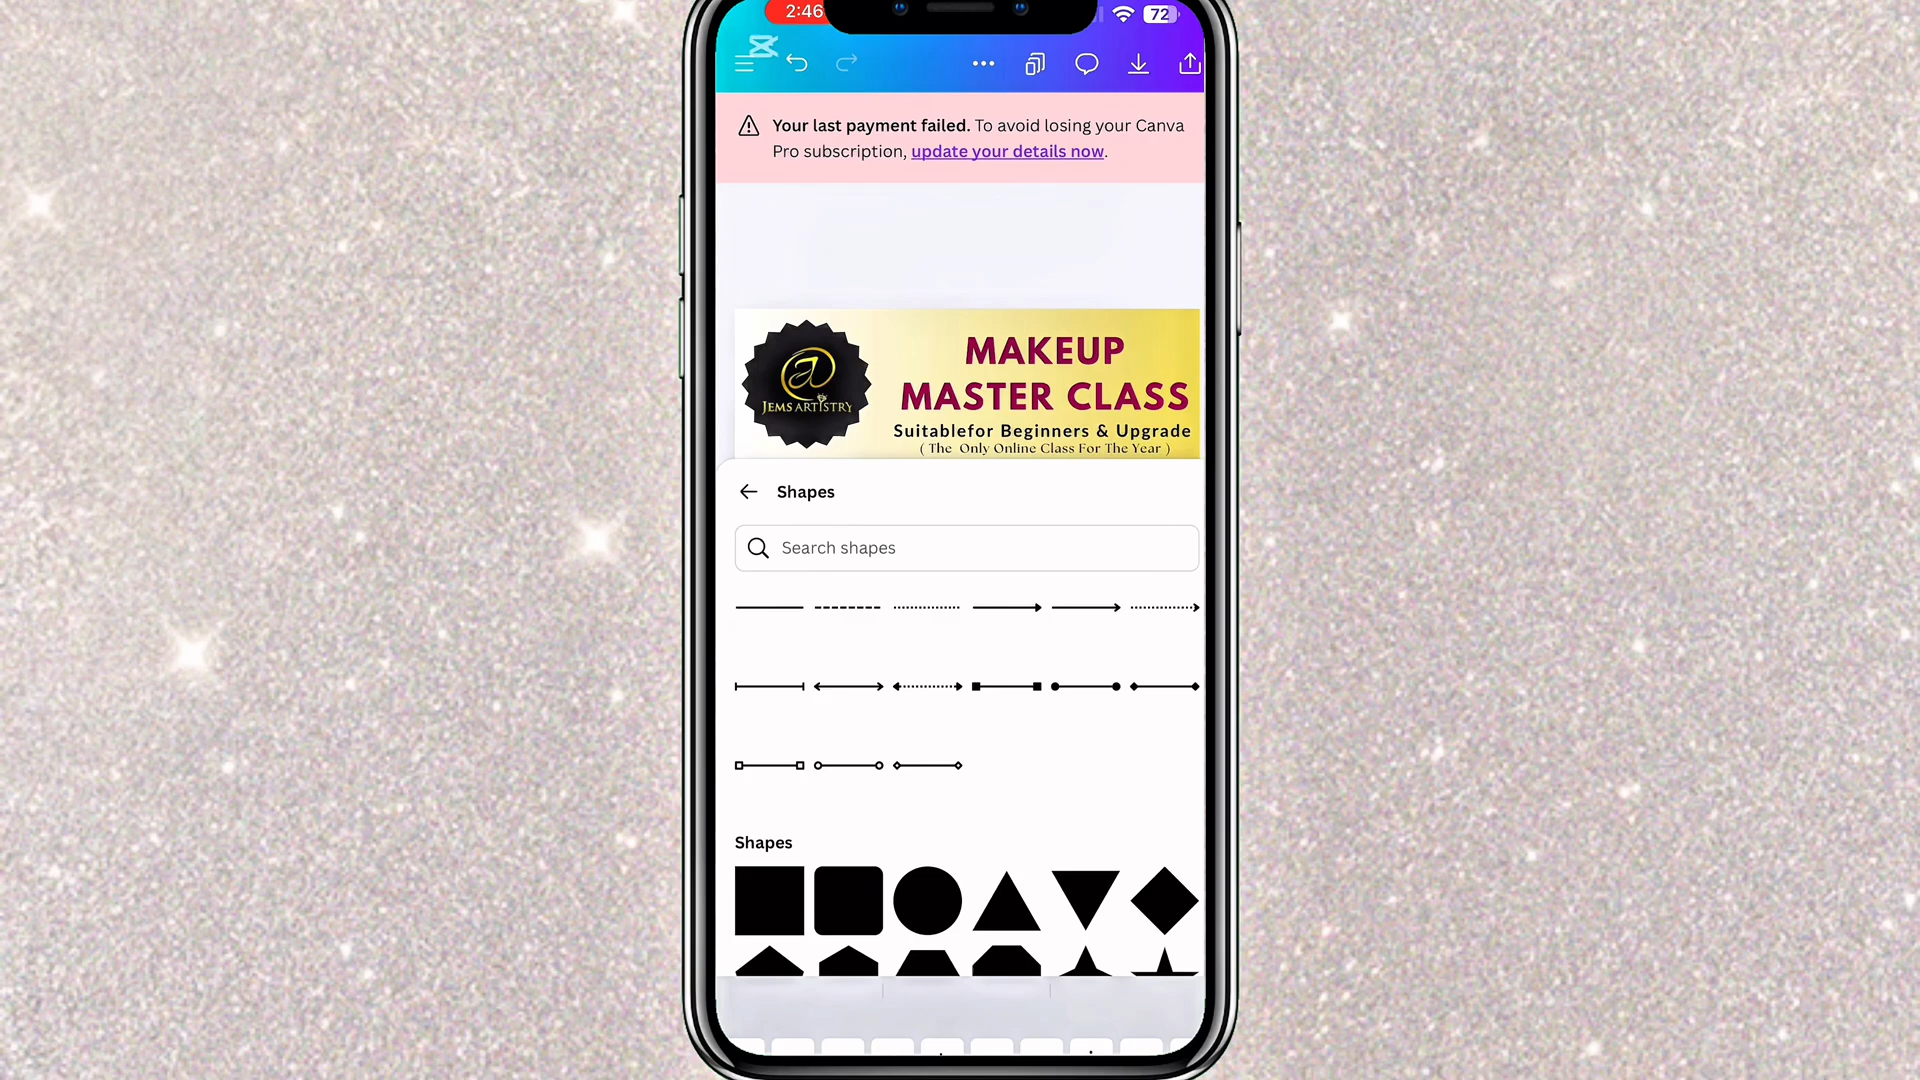 2:46
72
Your last payment failed. To avoid losing your Canva
Pro subscription, update your details now.
JEMS ARTISTRY
MAKEUP
MASTER CLASS
Suitablefor Beginners & Upgrade
( The Only Online Class For The Year )
Shapes
Search shapes
Shapes